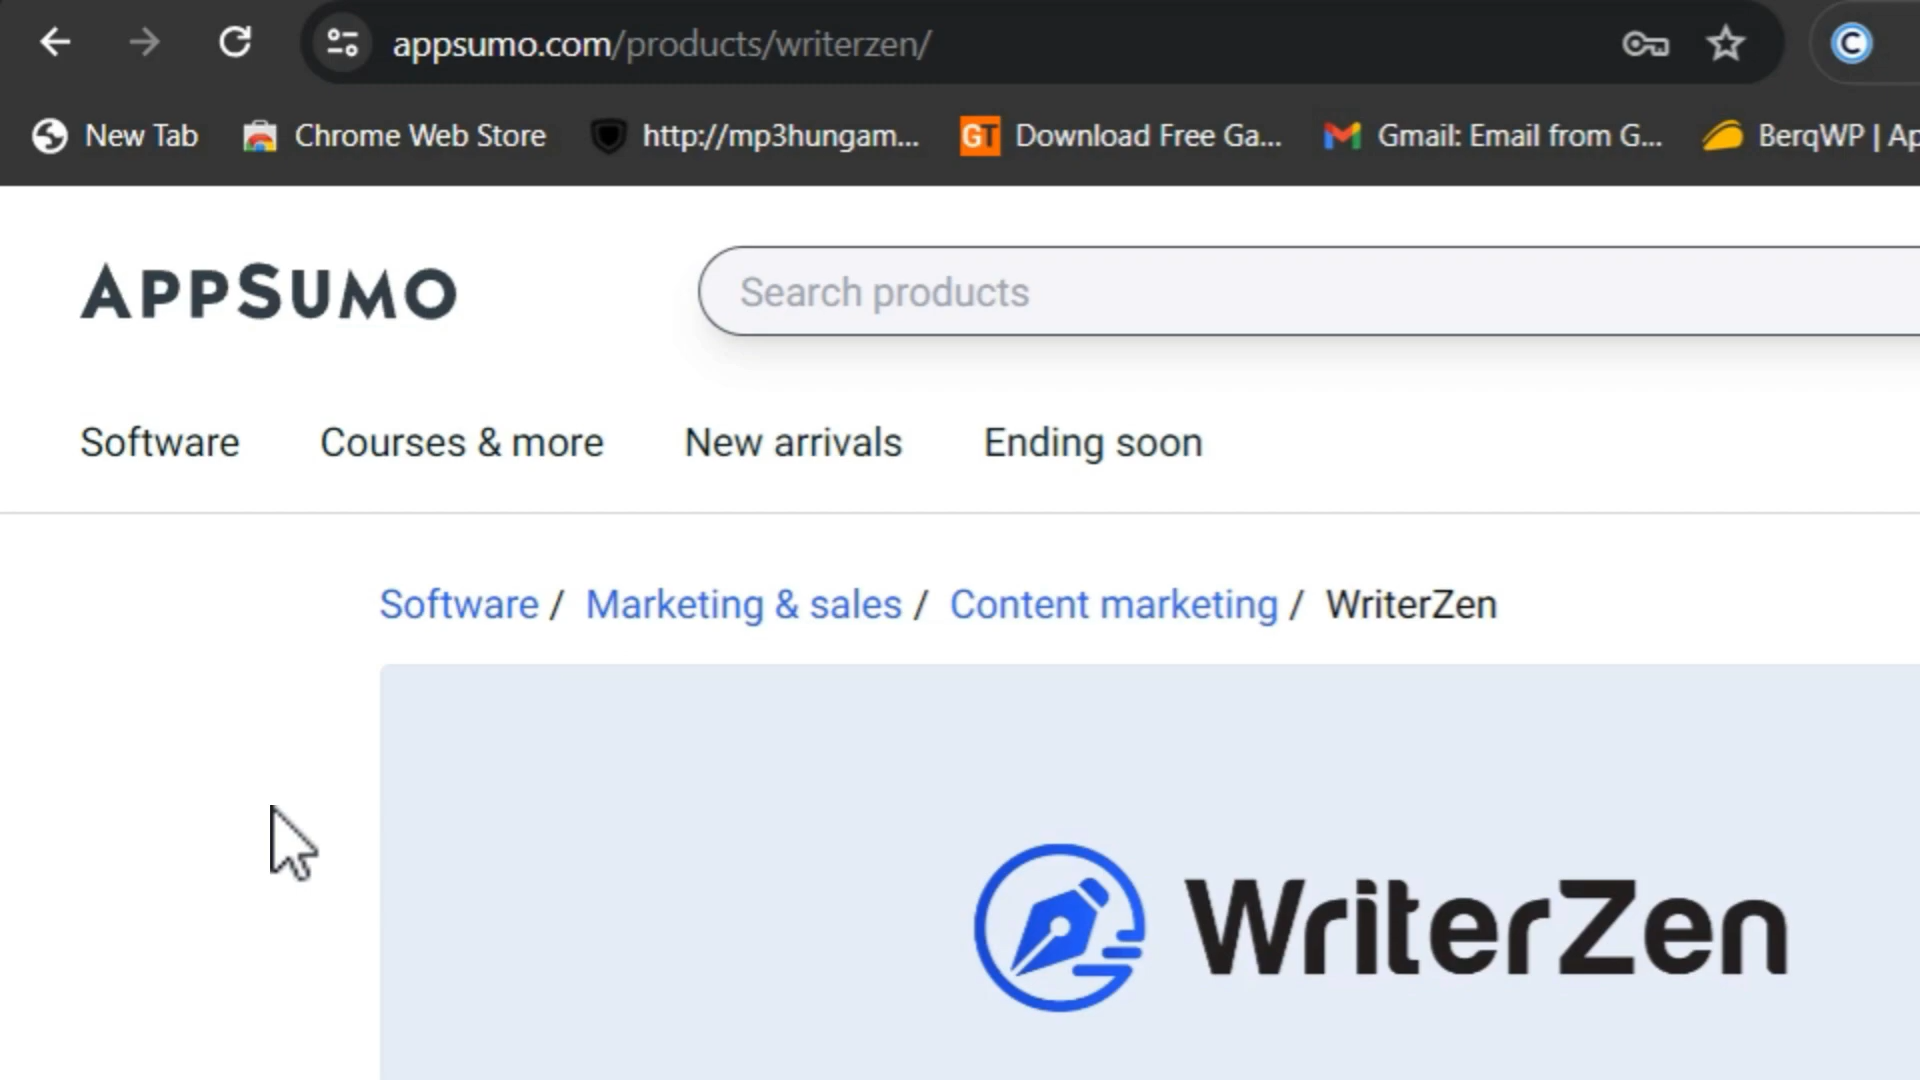 appsumo.com/products/writerzen/
New Tab Chrome Web Store http://mp3hungam... GT Download Free Ga... Gmail: Email from G... BerqWP | Ap
APPSUMO Search products
Software Courses & more New arrivals Ending soon
Software / Marketing & sales / Content marketing / WriterZen
WriterZen